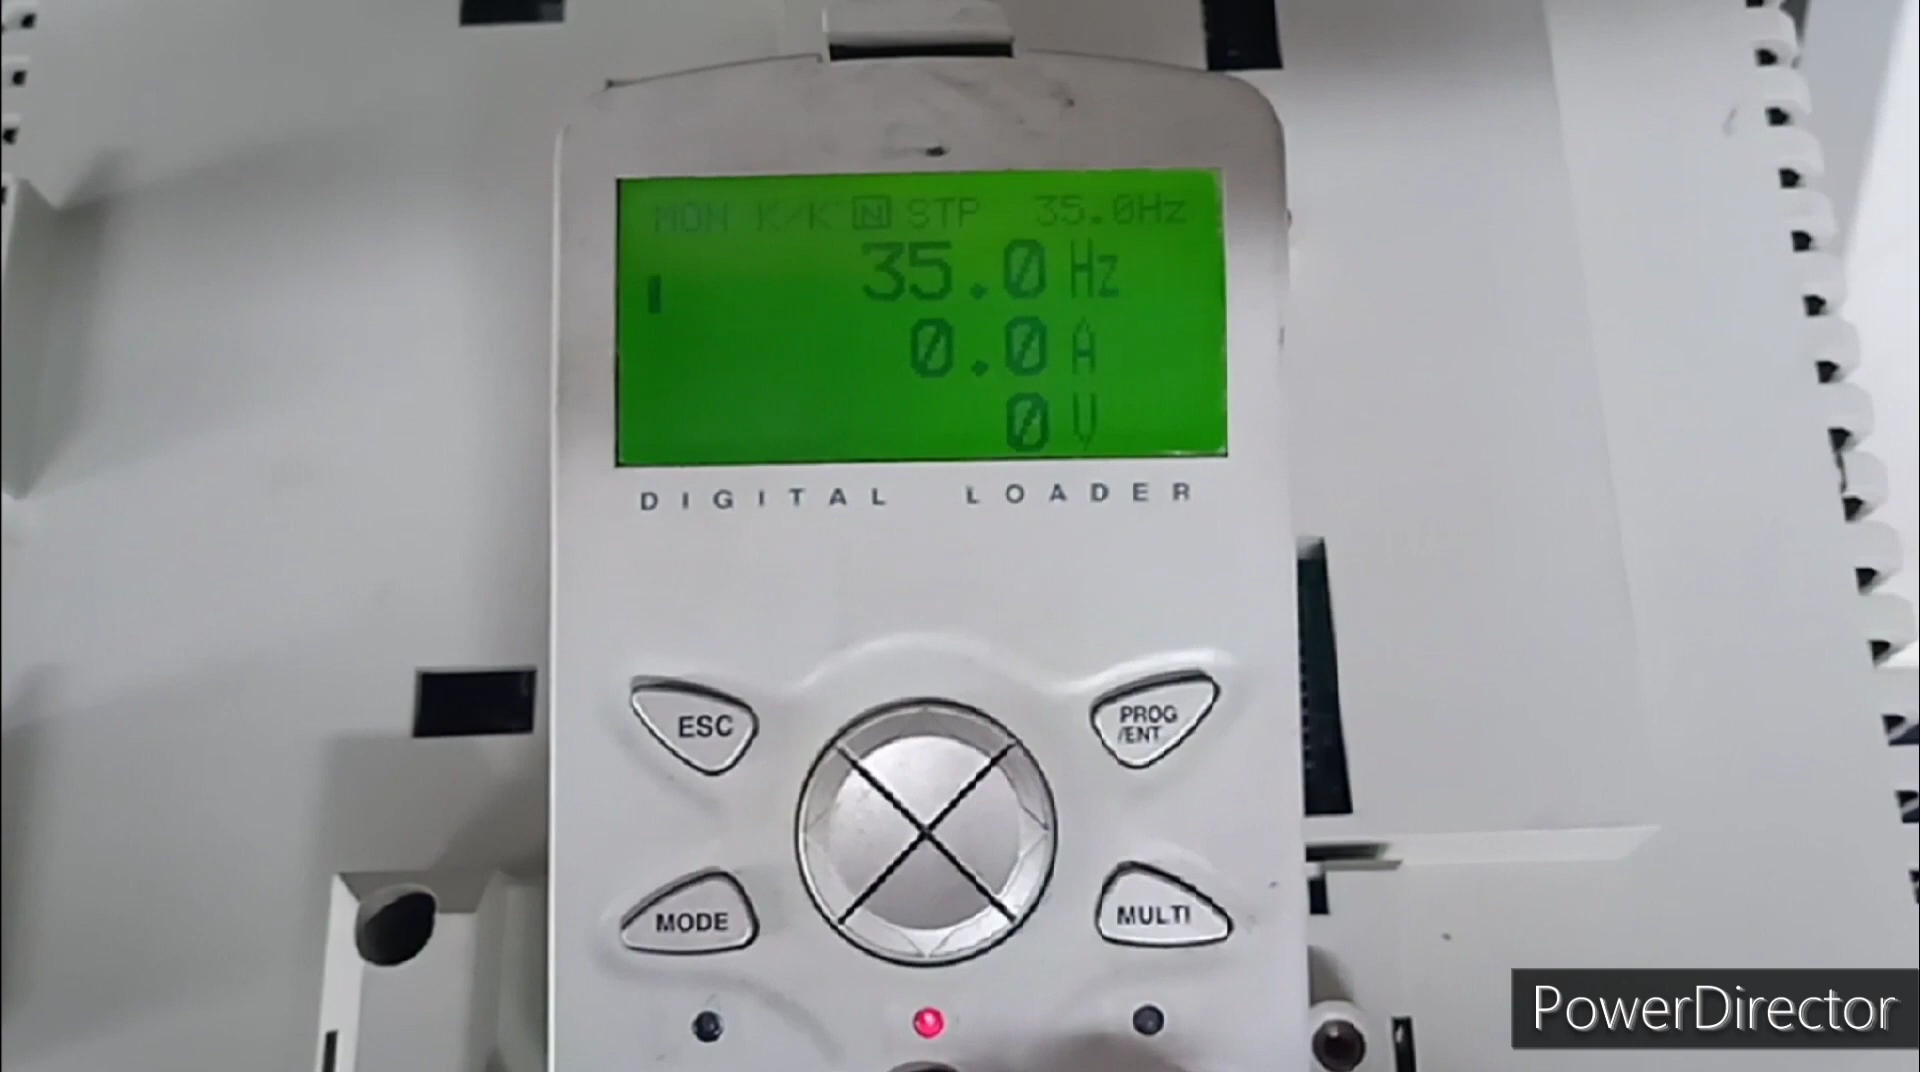 MON K/K N STP 35.0Hz
35.0 Hz
0.0 A
0 V
DIGITAL LOADER
ESC
PROG
/ENT
MODE
MULTI
PowerDirector